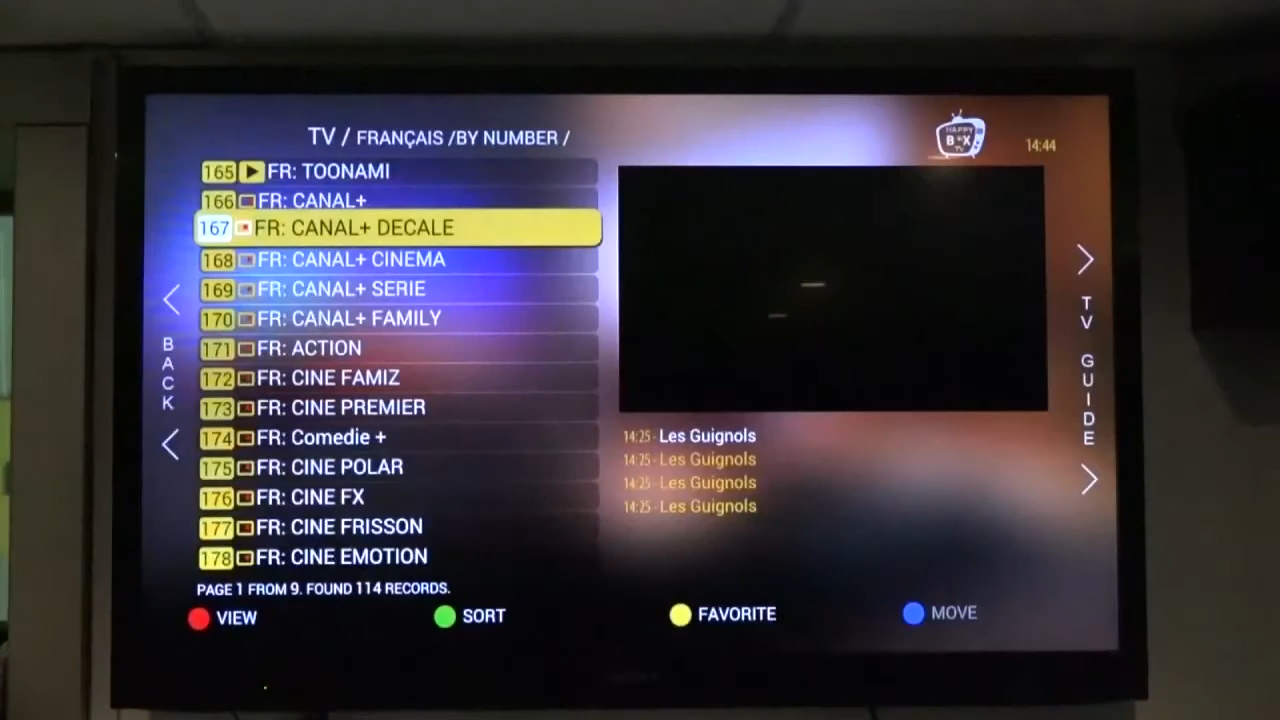 TV / FRANÇAIS /BY NUMBER /
HAPPY
BOX
TV
14:44
165 FR: TOONAMI
166 FR: CANAL+
167 FR: CANAL+ DECALE
168 FR: CANAL+ CINEMA
169 FR: CANAL+ SERIE
170 FR: CANAL+ FAMILY
171 FR: ACTION
172 FR: CINE FAMIZ
173 FR: CINE PREMIER
174 FR: Comedie +
175 FR: CINE POLAR
176 FR: CINE FX
177 FR: CINE FRISSON
178 FR: CINE EMOTION
BACK
14:25 - Les Guignols
14:25 - Les Guignols
14:25 - Les Guignols
14:25 - Les Guignols
TV GUIDE
PAGE 1 FROM 9. FOUND 114 RECORDS.
VIEW SORT FAVORITE MOVE